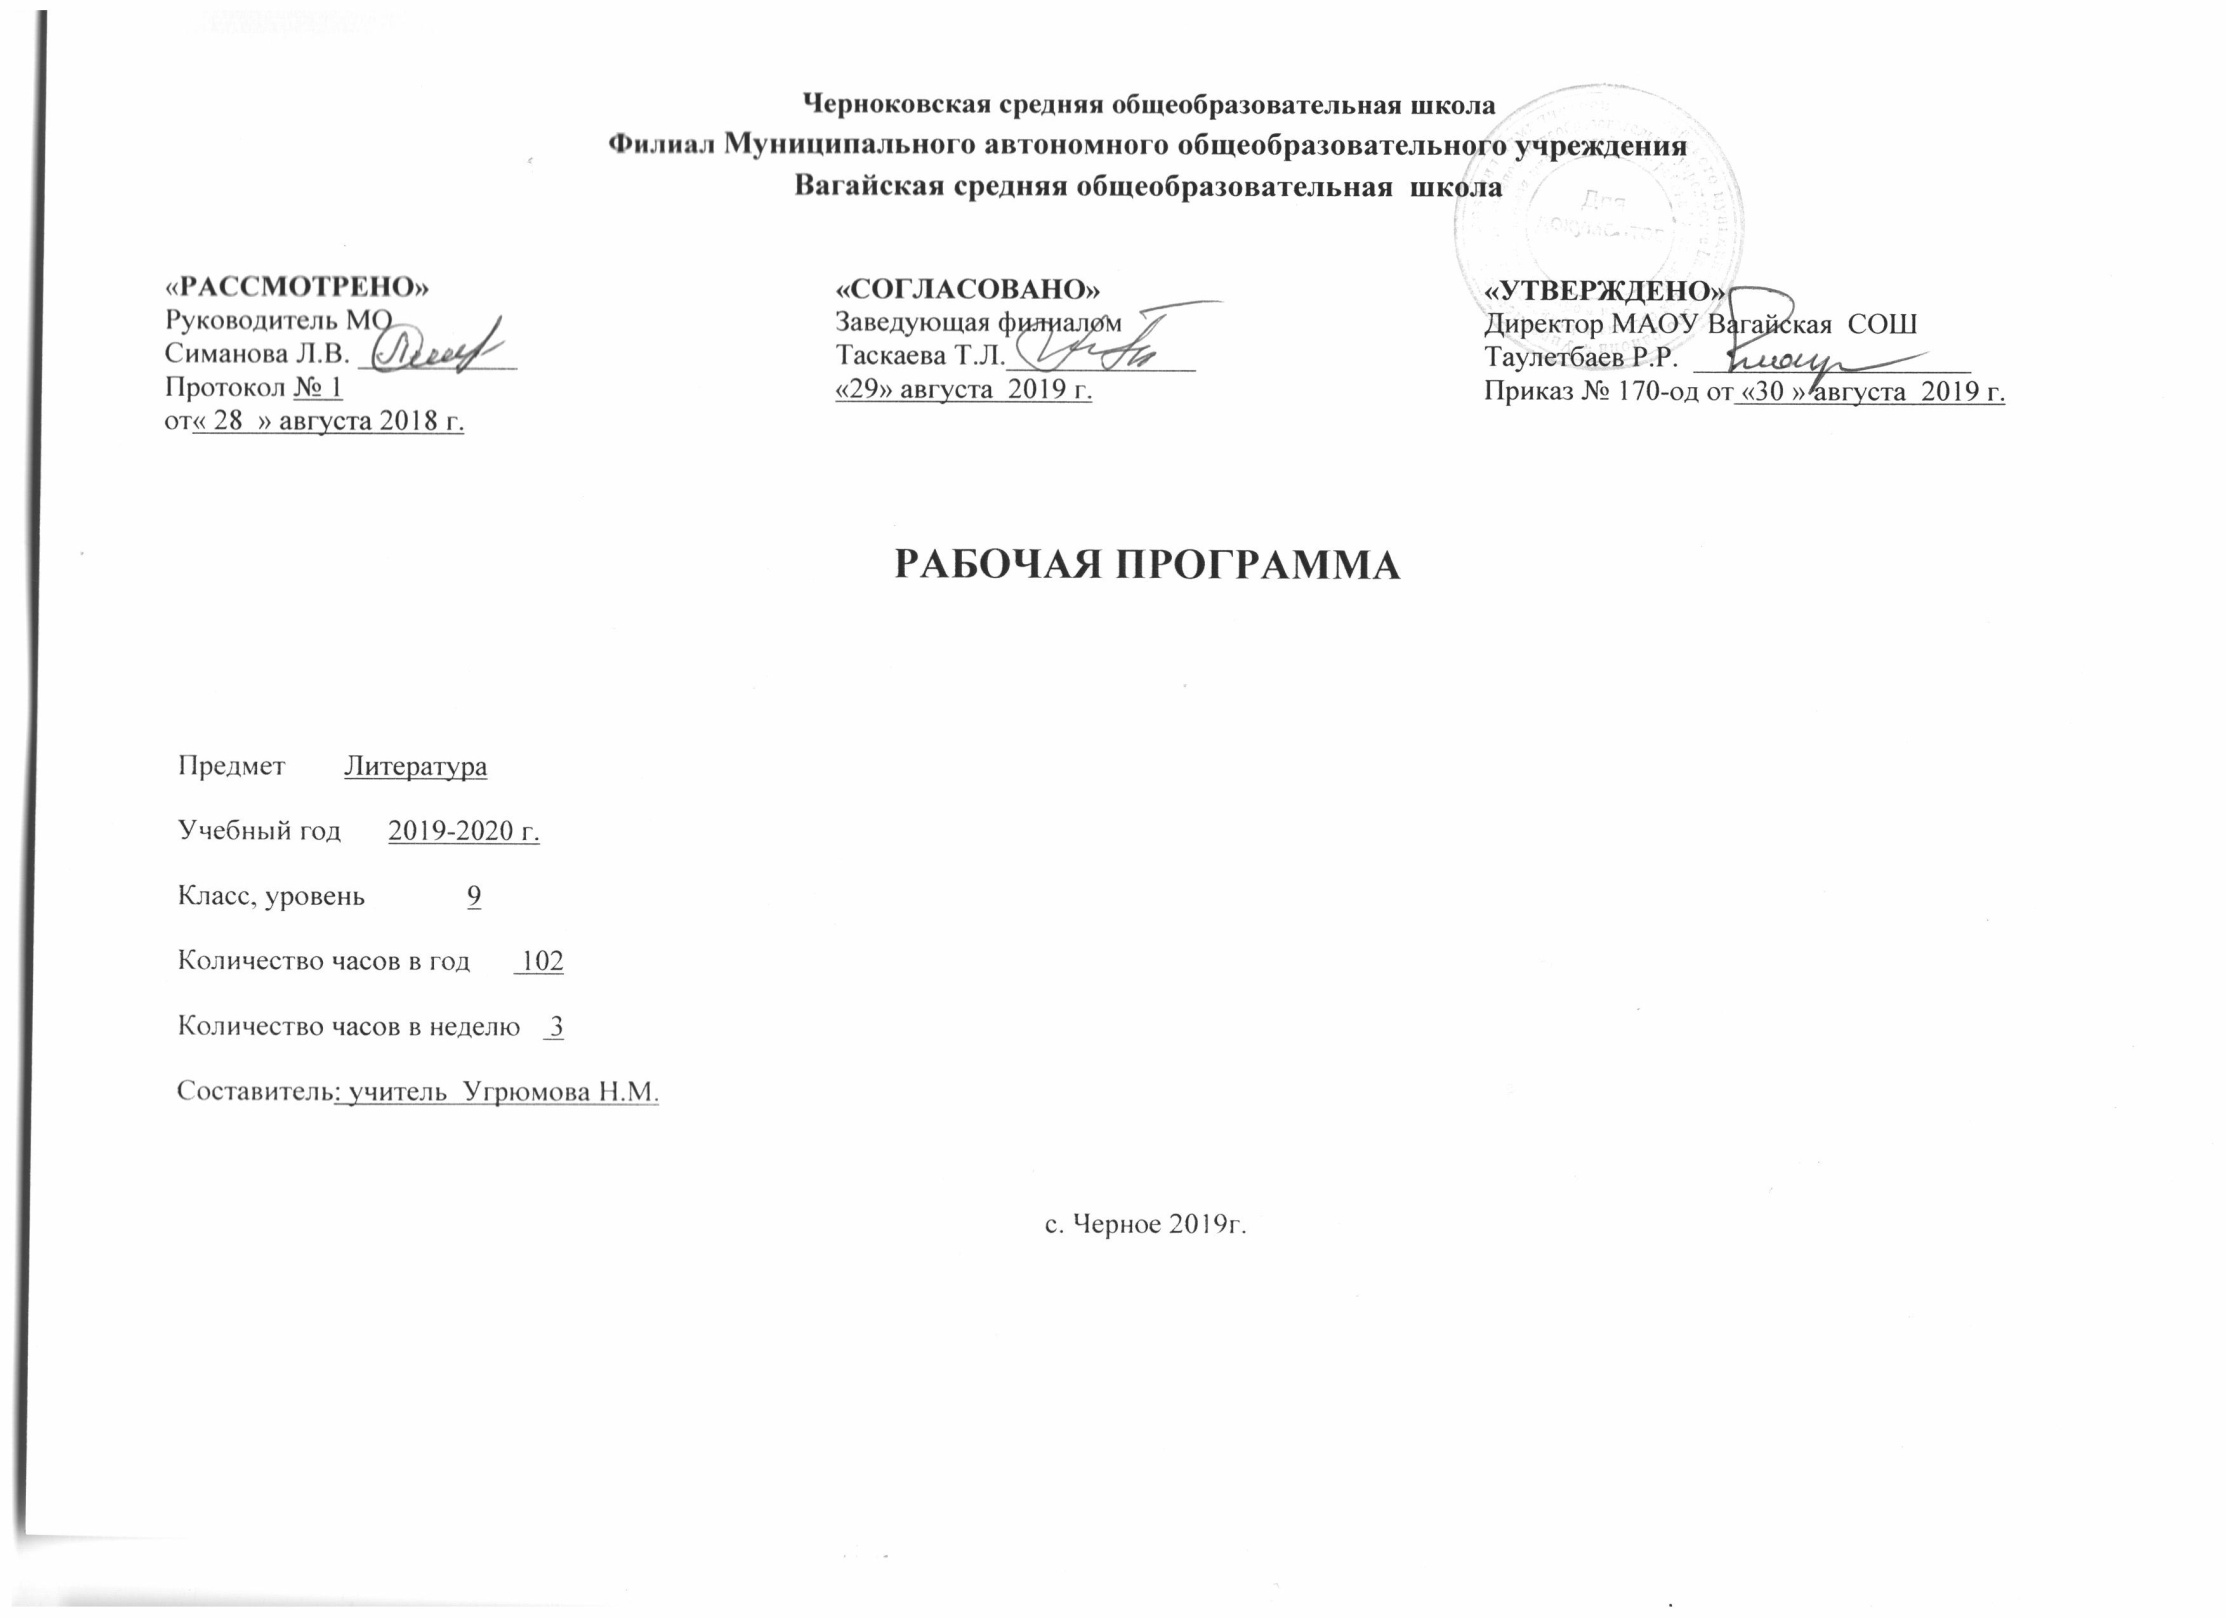 Черноковская средняя общеобразовательная школа
Филиал Муниципального автономного общеобразовательного учреждения
Вагайская средняя общеобразовательная школа
Для документов
«РАССМОТРЕНО»
Руководитель МО
Симанова Л.В.
Протокол № 1
от« 28 » августа 2018 г.
«СОГЛАСОВАНО»
Заведующая филиалом
Таскаева Т.Л.
«29» августа 2019 г.
«УТВЕРЖДЕНО»
Директор МАОУ Вагайская СОШ
Таулетбаев Р.Р.
Приказ № 170-од от «30 » августа 2019 г.
РАБОЧАЯ ПРОГРАММА
Предмет Литература
Учебный год 2019-2020 г.
Класс, уровень 9
Количество часов в год 102
Количество часов в неделю 3
Составитель: учитель Угрюмова Н.М.
с. Черное 2019г.